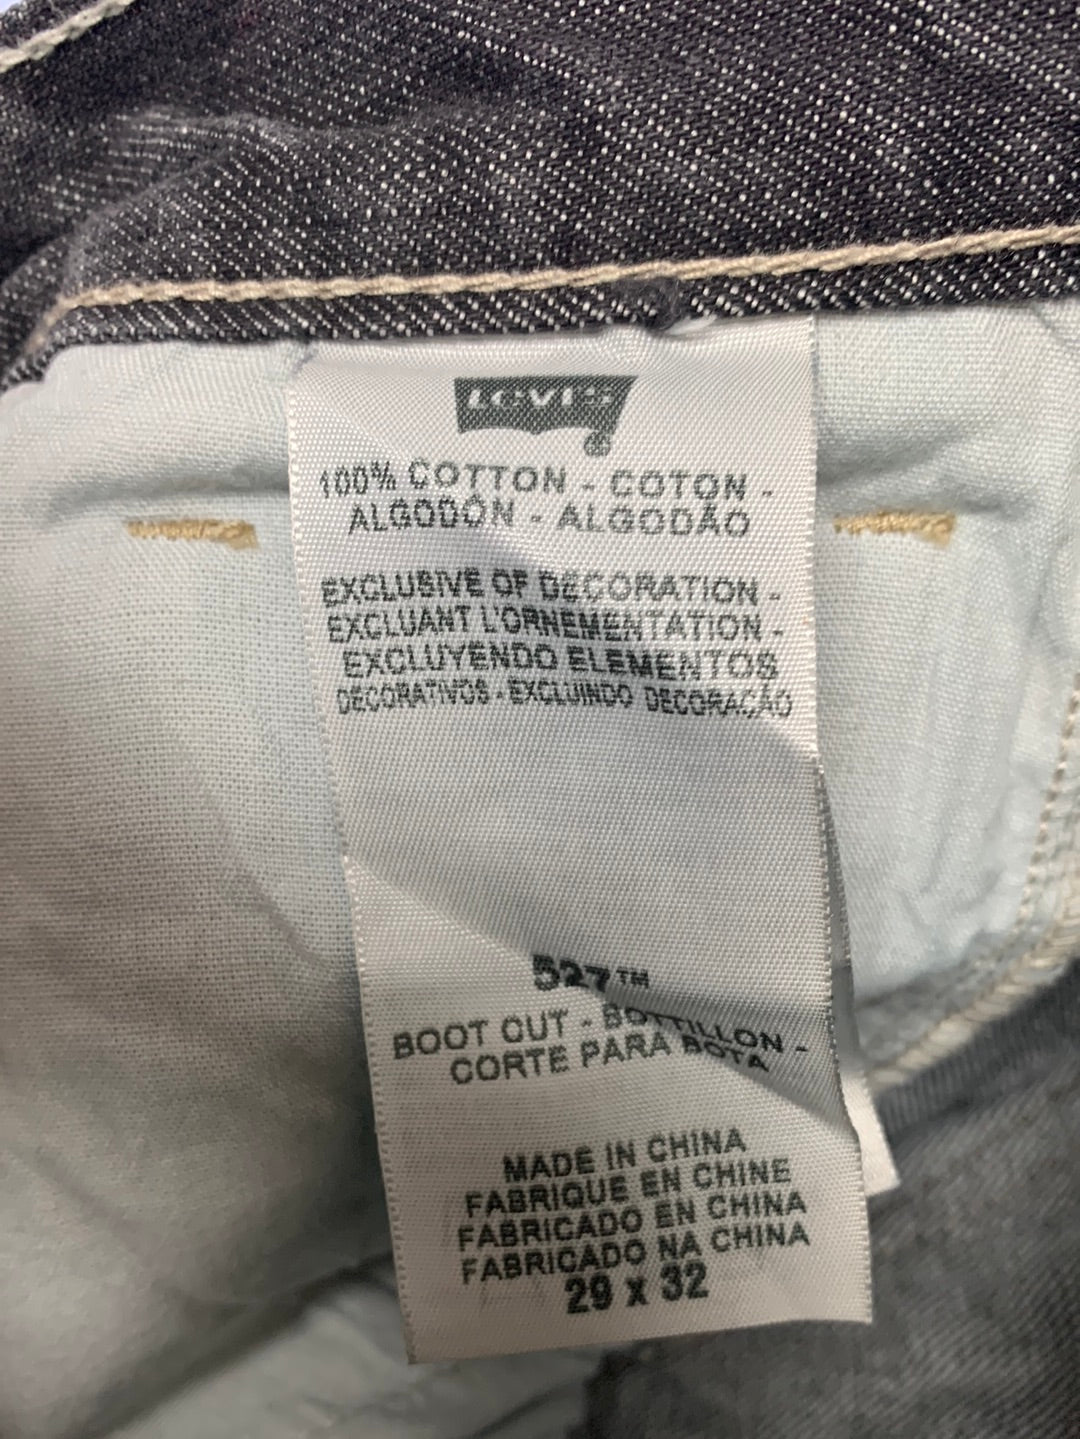 LEVI'S
®
100% COTTON - COTON -
ALGODÓN - ALGODÃO
EXCLUSIVE OF DECORATION -
EXCLUANT L'ORNEMENTATION -
EXCLUYENDO ELEMENTOS
DECORATIVOS - EXCLUINDO DECORAÇÃO
527™
BOOT CUT - BOTTILLON -
CORTE PARA BOTA
MADE IN CHINA
FABRIQUE EN CHINE
FABRICADO EN CHINA
FABRICADO NA CHINA
29 x 32